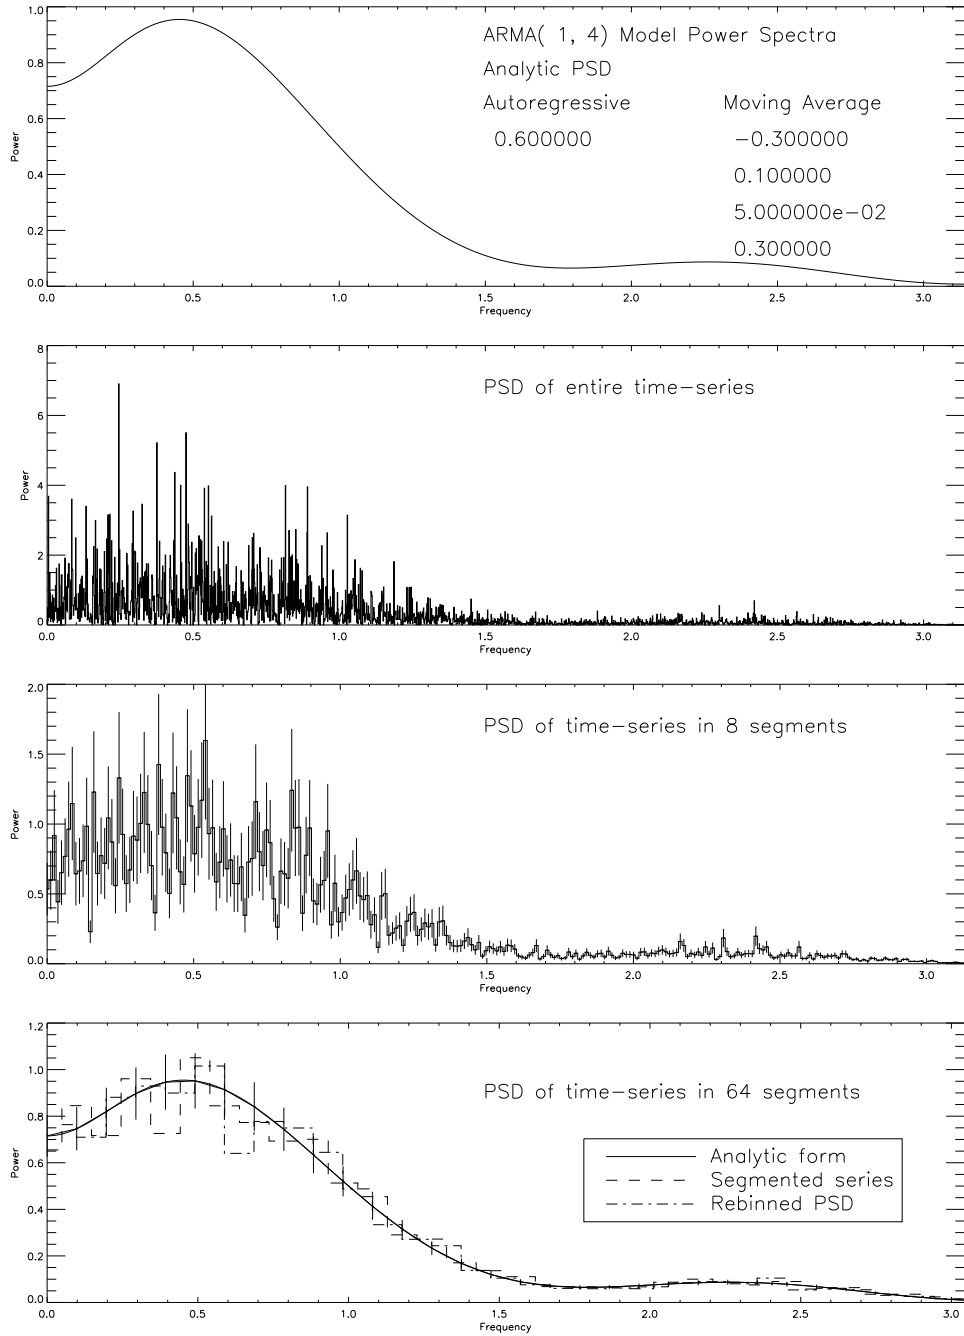 1.0
0.8
0.6
0.4
0.2
0.0
Power
ARMA( 1, 4) Model Power Spectra
Analytic PSD
Autoregressive Moving Average
0.600000 −0.300000
0.100000
5.000000e−02
0.300000
0.0 0.5 1.0 1.5 2.0 2.5 3.0
Frequency
8
6
4
2
0
Power
PSD of entire time−series
0.0 0.5 1.0 1.5 2.0 2.5 3.0
Frequency
2.0
1.5
1.0
0.5
0.0
Power
PSD of time−series in 8 segments
0.0 0.5 1.0 1.5 2.0 2.5 3.0
Frequency
1.2
1.0
0.8
0.6
0.4
0.2
0.0
Power
PSD of time−series in 64 segments
Analytic form
Segmented series
Rebinned PSD
0.0 0.5 1.0 1.5 2.0 2.5 3.0
Frequency